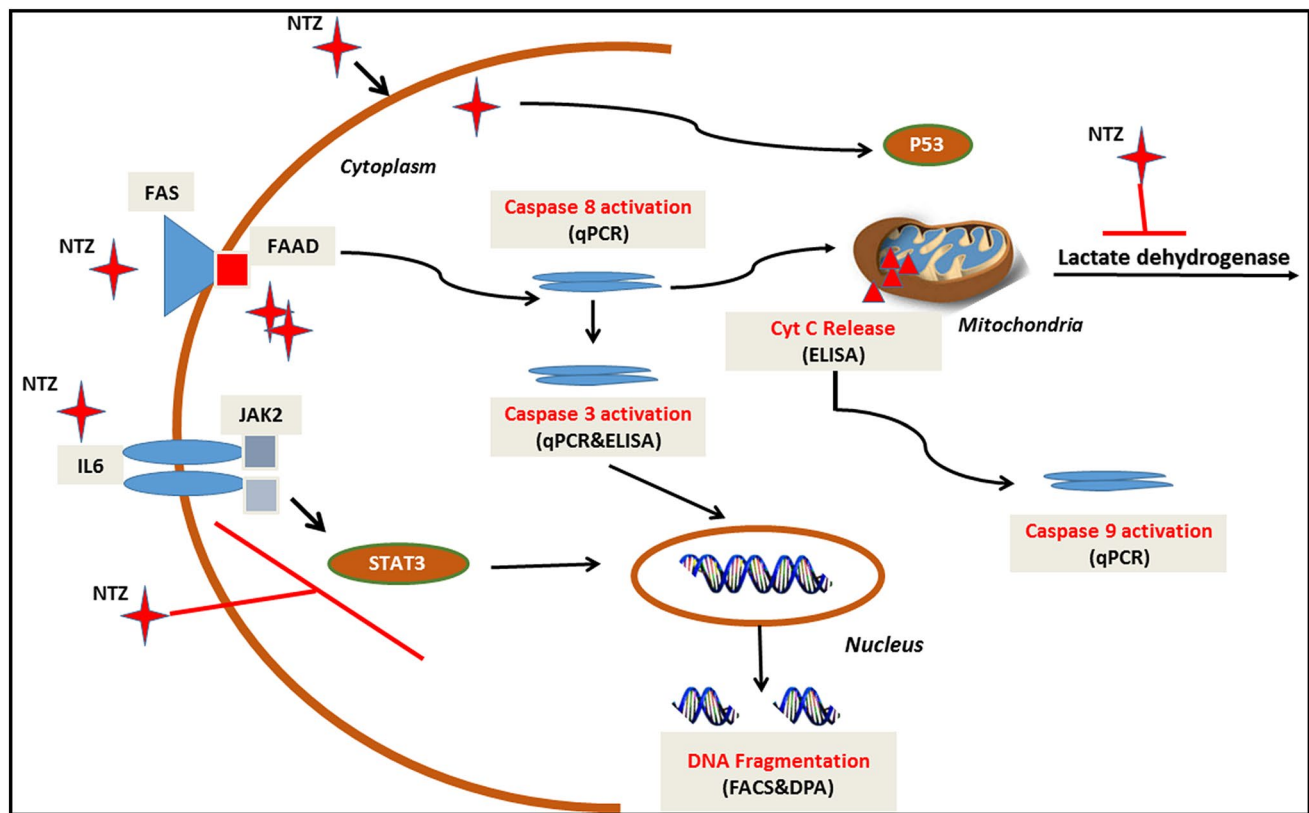 NTZ
Cytoplasm
P53
NTZ
FAS
FAAD
NTZ
Caspase 8 activation
(qPCR)
Lactate dehydrogenase
Mitochondria
Cyt C Release
(ELISA)
NTZ
JAK2
IL6
Caspase 3 activation
(qPCR&ELISA)
Caspase 9 activation
(qPCR)
STAT3
NTZ
Nucleus
DNA Fragmentation
(FACS&DPA)